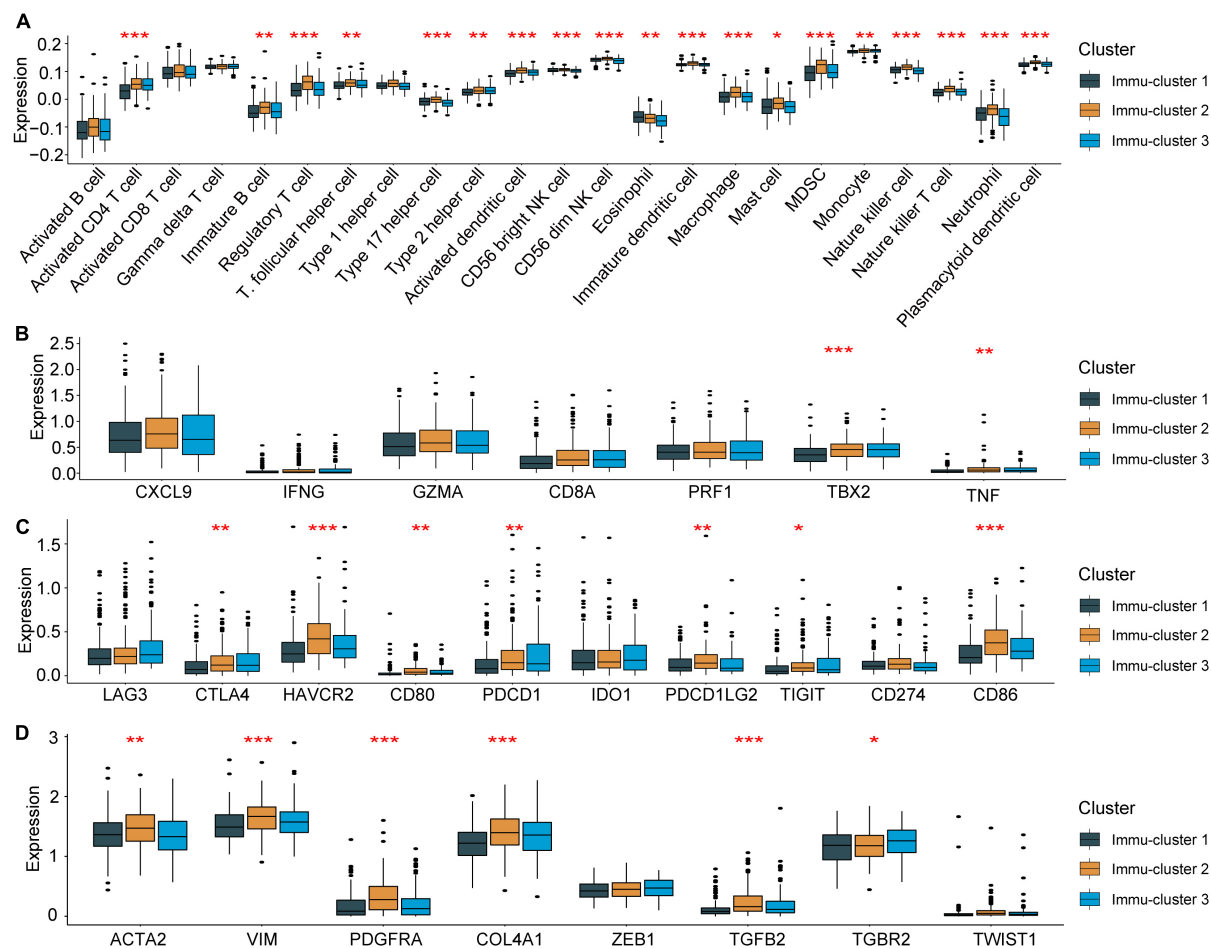 A
*** ** *** ** *** ** *** *** *** ** *** *** * *** ** *** *** *** ***
0.2
0.1
0.0
−0.1
−0.2
Expression
Activated B cell
Activated CD4 T cell
Activated CD8 T cell
Gamma delta T cell
Immature B cell
Regulatory T cell
T. follicular helper cell
Type 1 helper cell
Type 17 helper cell
Type 2 helper cell
Activated dendritic cell
CD56 bright NK cell
CD56 dim NK cell
Eosinophil
Immature dendritic cell
Macrophage
Mast cell
MDSC
Monocyte
Nature killer cell
Nature killer T cell
Neutrophil
Plasmacytoid dendritic cell
Cluster
Immu-cluster 1
Immu-cluster 2
Immu-cluster 3
B
*** **
2.5
2.0
1.5
1.0
0.5
0.0
Expression
CXCL9 IFNG GZMA CD8A PRF1 TBX2 TNF
Cluster
Immu-cluster 1
Immu-cluster 2
Immu-cluster 3
C
** *** ** ** ** * ***
1.5
1.0
0.5
0.0
Expression
LAG3 CTLA4 HAVCR2 CD80 PDCD1 IDO1 PDCD1LG2 TIGIT CD274 CD86
Cluster
Immu-cluster 1
Immu-cluster 2
Immu-cluster 3
D
** *** *** *** *** *
3
2
1
0
Expression
ACTA2 VIM PDGFRA COL4A1 ZEB1 TGFB2 TGBR2 TWIST1
Cluster
Immu-cluster 1
Immu-cluster 2
Immu-cluster 3